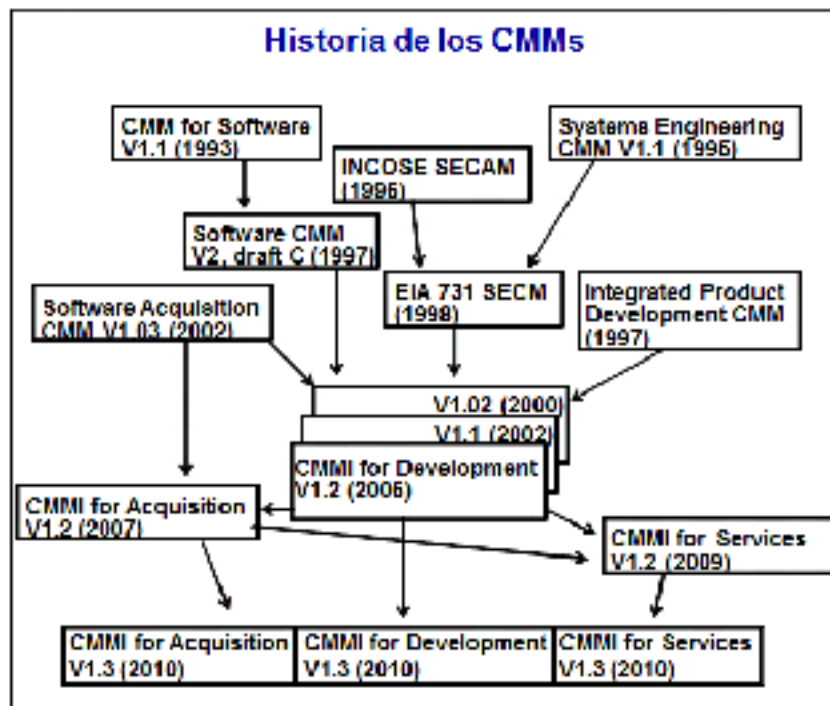 Historia de los CMMs
CMM for Software
V1.1 (1993)
Systems Engineering
CMM V1.1 (1995)
INCOSE SECAM
(1996)
Software CMM
V2, draft C (1997)
EIA 731 SECM
(1998)
Integrated Product
Development CMM
(1997)
Software Acquisition
CMM V1.03 (2002)
V1.02 (2000)
V1.1 (2002)
CMMI for Development
V1.2 (2006)
CMMI for Acquisition
V1.2 (2007)
CMMI for Services
V1.2 (2009)
CMMI for Acquisition
V1.3 (2010)
CMMI for Development
V1.3 (2010)
CMMI for Services
V1.3 (2010)